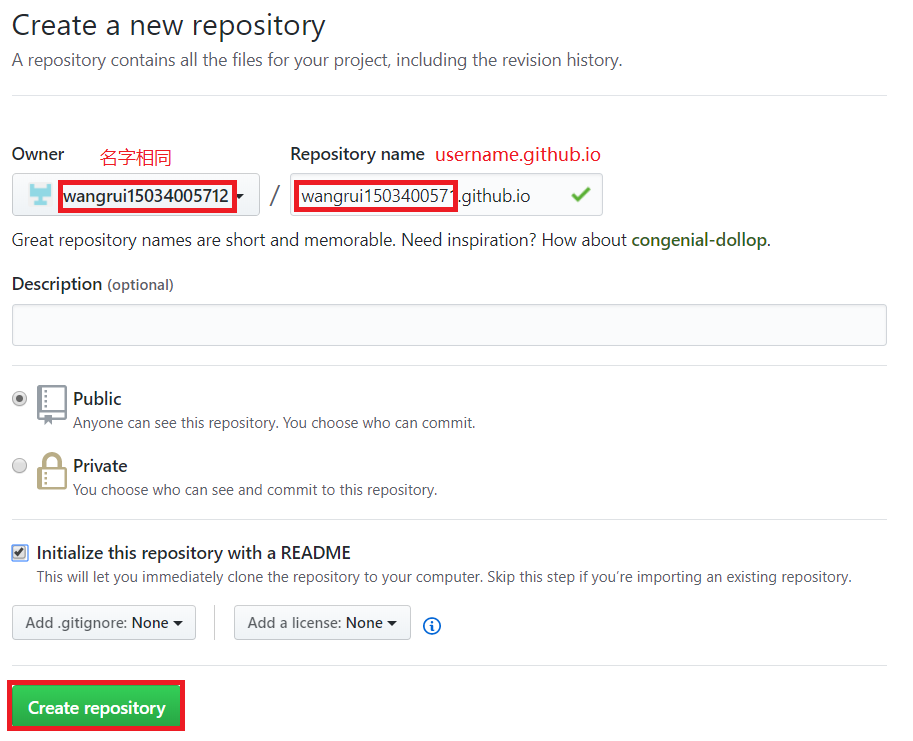 Create a new repository
A repository contains all the files for your project, including the revision history.
Owner 名字相同 Repository name username.github.io
wangrui15034005712 / wangrui1503400571.github.io
Great repository names are short and memorable. Need inspiration? How about congenial-dollop.
Description (optional)
Public
Anyone can see this repository. You choose who can commit.
Private
You choose who can see and commit to this repository.
Initialize this repository with a README
This will let you immediately clone the repository to your computer. Skip this step if you're importing an existing repository.
Add .gitignore: None Add a license: None
Create repository